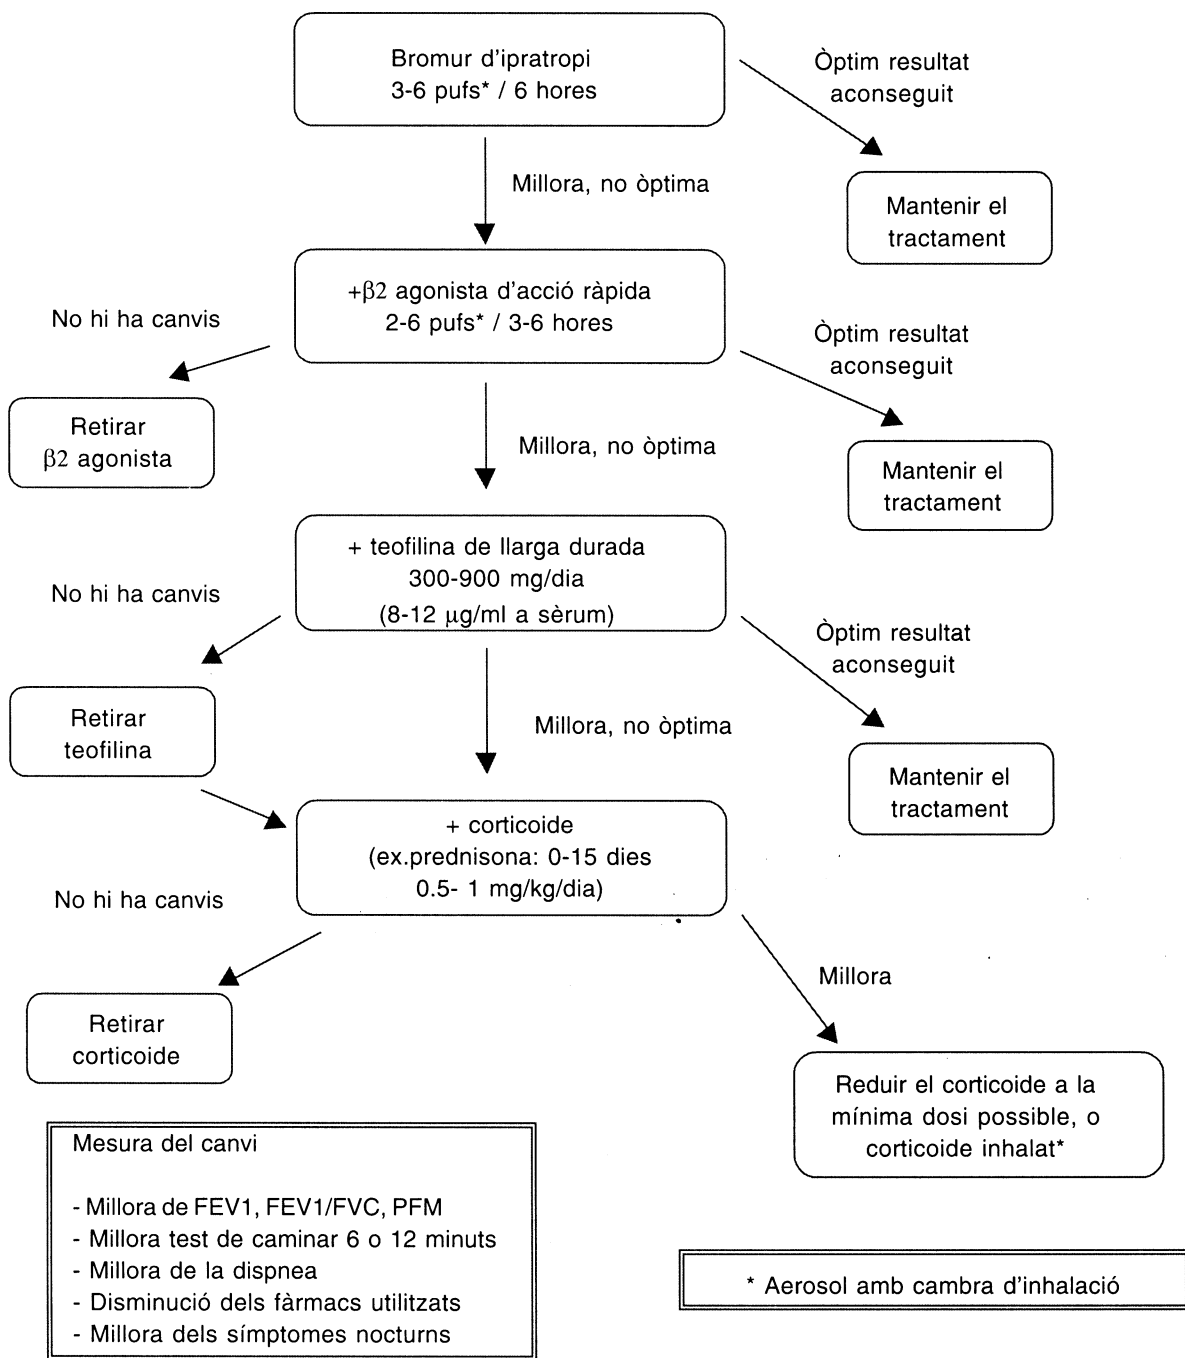 Bromur d'ipratropi
3-6 pufs* / 6 hores
Òptim resultat
aconseguit
Millora, no òptima
Mantenir el
tractament
+β2 agonista d'acció ràpida
2-6 pufs* / 3-6 hores
No hi ha canvis
Òptim resultat
aconseguit
Retirar
β2 agonista
Millora, no òptima
Mantenir el
tractament
+ teofilina de llarga durada
300-900 mg/dia
(8-12 µg/ml a sèrum)
No hi ha canvis
Òptim resultat
aconseguit
Retirar
teofilina
Millora, no òptima
Mantenir el
tractament
+ corticoide
(ex.prednisona: 0-15 dies
0.5- 1 mg/kg/dia)
No hi ha canvis
Millora
Retirar
corticoide
Reduir el corticoide a la
mínima dosi possible, o
corticoide inhalat*
Mesura del canvi
- Millora de FEV1, FEV1/FVC, PFM
- Millora test de caminar 6 o 12 minuts
- Millora de la dispnea
- Disminució dels fàrmacs utilitzats
- Millora dels símptomes nocturns
* Aerosol amb cambra d'inhalació